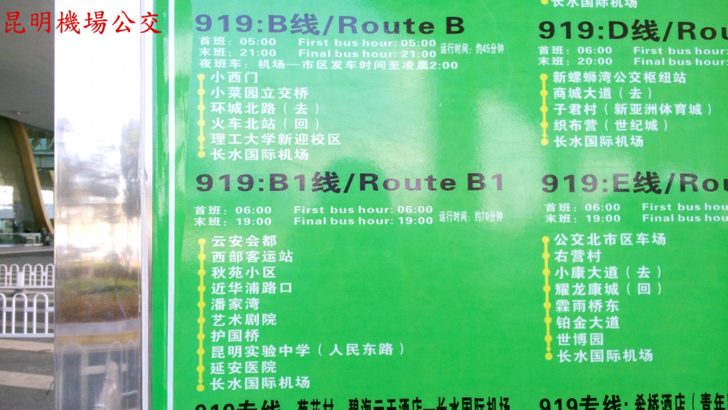 昆明機場公交
919:B线/Route B
首班：05:00 First bus hour: 05:00
末班：21:00 Final bus hour: 21:00 运行时间：约45分钟
夜班车：机场—市区发车时间至凌晨2:00
小西门
小菜园立交桥
环城北路（去）
火车北站（回）
理工大学新迎校区
长水国际机场
919:B1线/Route B1
首班：06:00 First bus hour: 06:00
末班：19:00 Final bus hour: 19:00 运行时间：约70分钟
云安会都
西部客运站
秋苑小区
近华浦路口
潘家湾
艺术剧院
护国桥
昆明实验中学（人民东路）
延安医院
长水国际机场
长水国际机场
919:D线/Rou
首班：06:00 First bus
末班：20:00 Final bus
新螺蛳湾公交枢纽站
商城大道（去）
子君村（新亚洲体育城）
织布营（世纪城）
长水国际机场
919:E线/Rou
首班：06:00 First bus ho
末班：19:00 Final bus ho
公交北市区车场
右营村
小康大道（去）
耀龙康城（回）
霖雨桥东
铂金大道
世博园
长水国际机场